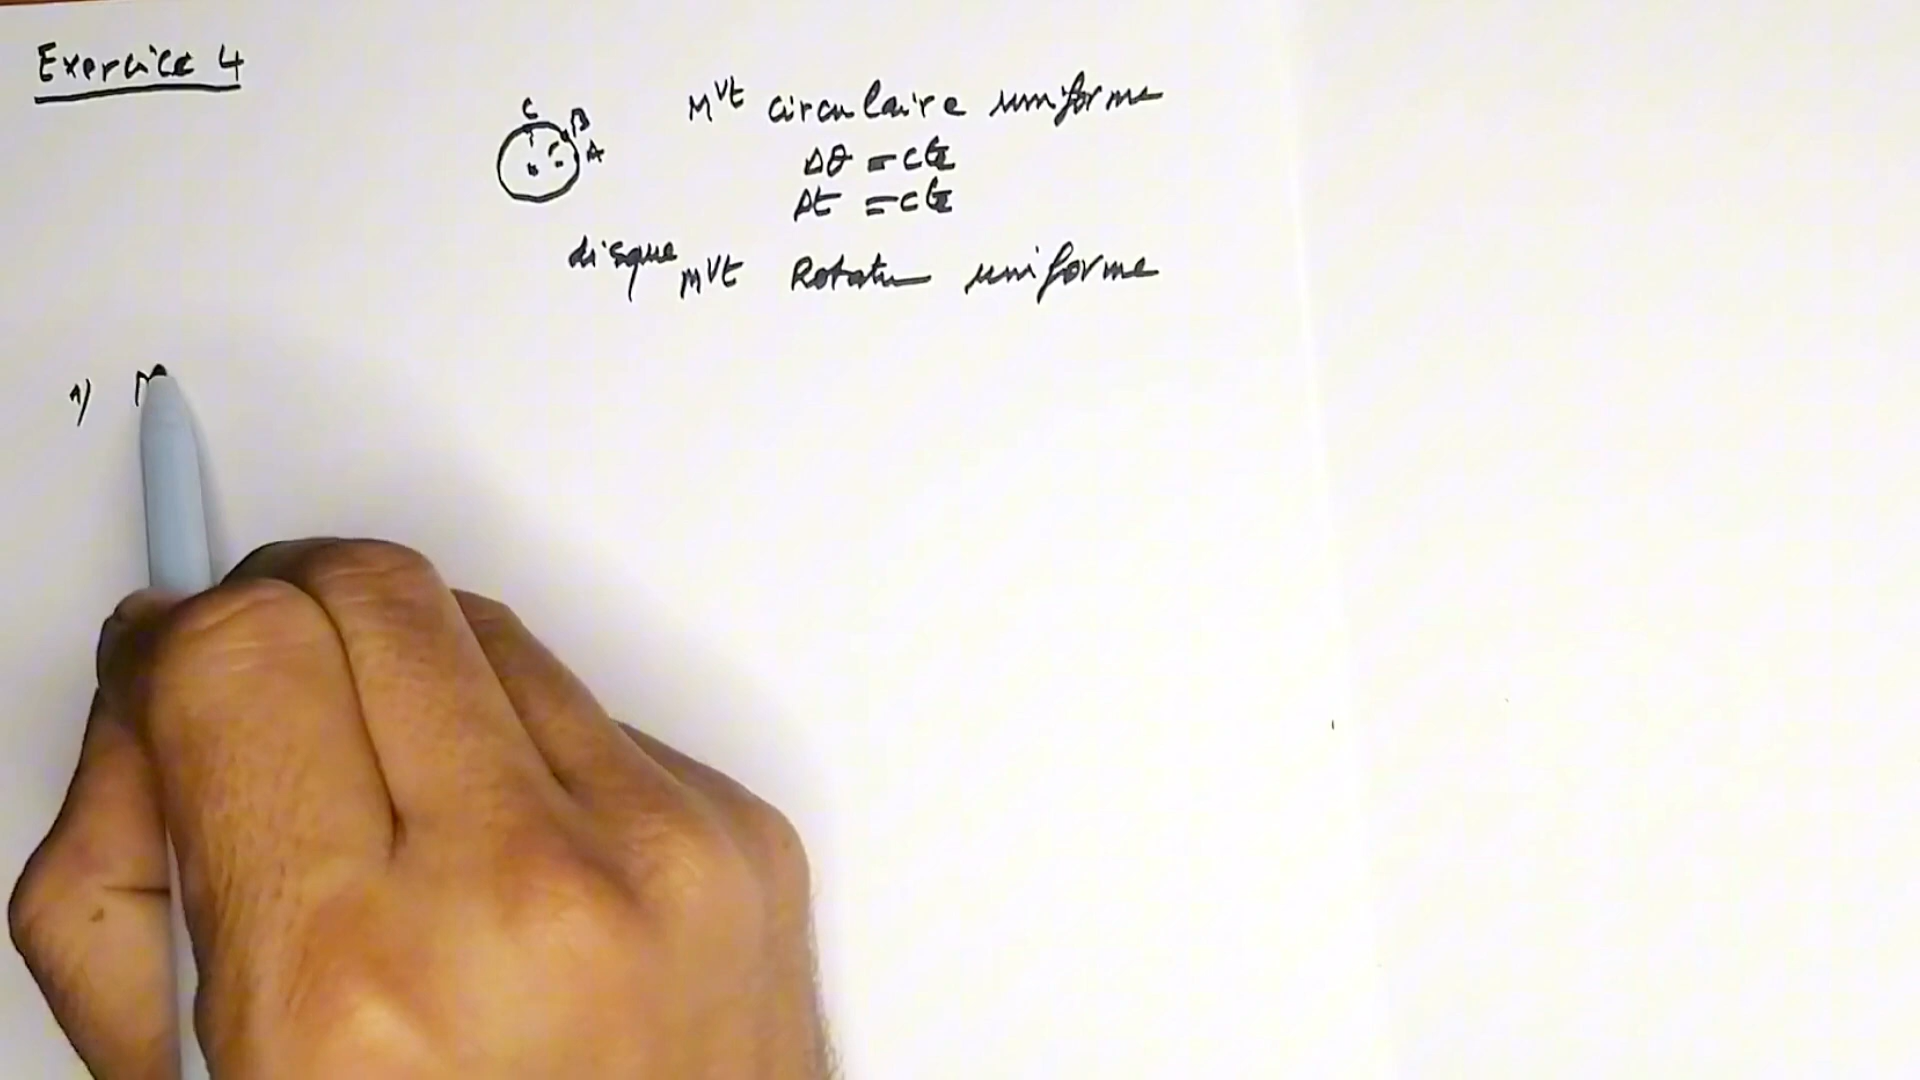 Exercice 4
C
B
A
Mvt circulaire uniforme
Δθ = cte
Δt = cte
disque mvt Rotation uniforme
1) M